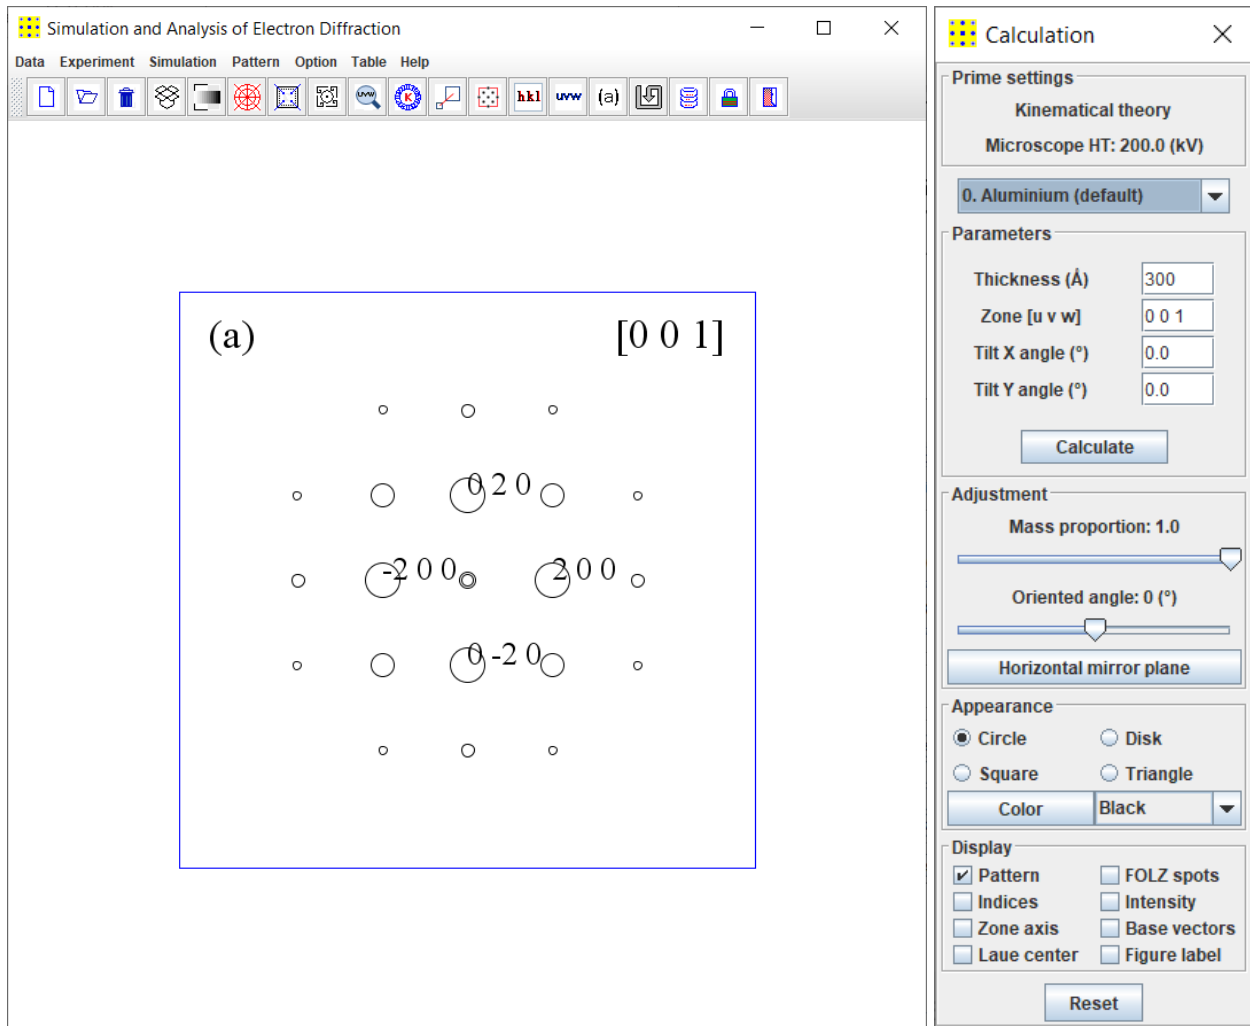 Simulation and Analysis of Electron Diffraction
Data Experiment Simulation Pattern Option Table Help
uvw K hkl uvw (a)
(a) [0 0 1]
0 2 0
-2 0 0 2 0 0
0 -2 0
Calculation
Prime settings
Kinematical theory
Microscope HT: 200.0 (kV)
0. Aluminium (default)
Parameters
Thickness (Å) 300
Zone [u v w] 0 0 1
Tilt X angle (°) 0.0
Tilt Y angle (°) 0.0
Calculate
Adjustment
Mass proportion: 1.0
Oriented angle: 0 (°)
Horizontal mirror plane
Appearance
Circle Disk
Square Triangle
Color Black
Display
Pattern FOLZ spots
Indices Intensity
Zone axis Base vectors
Laue center Figure label
Reset